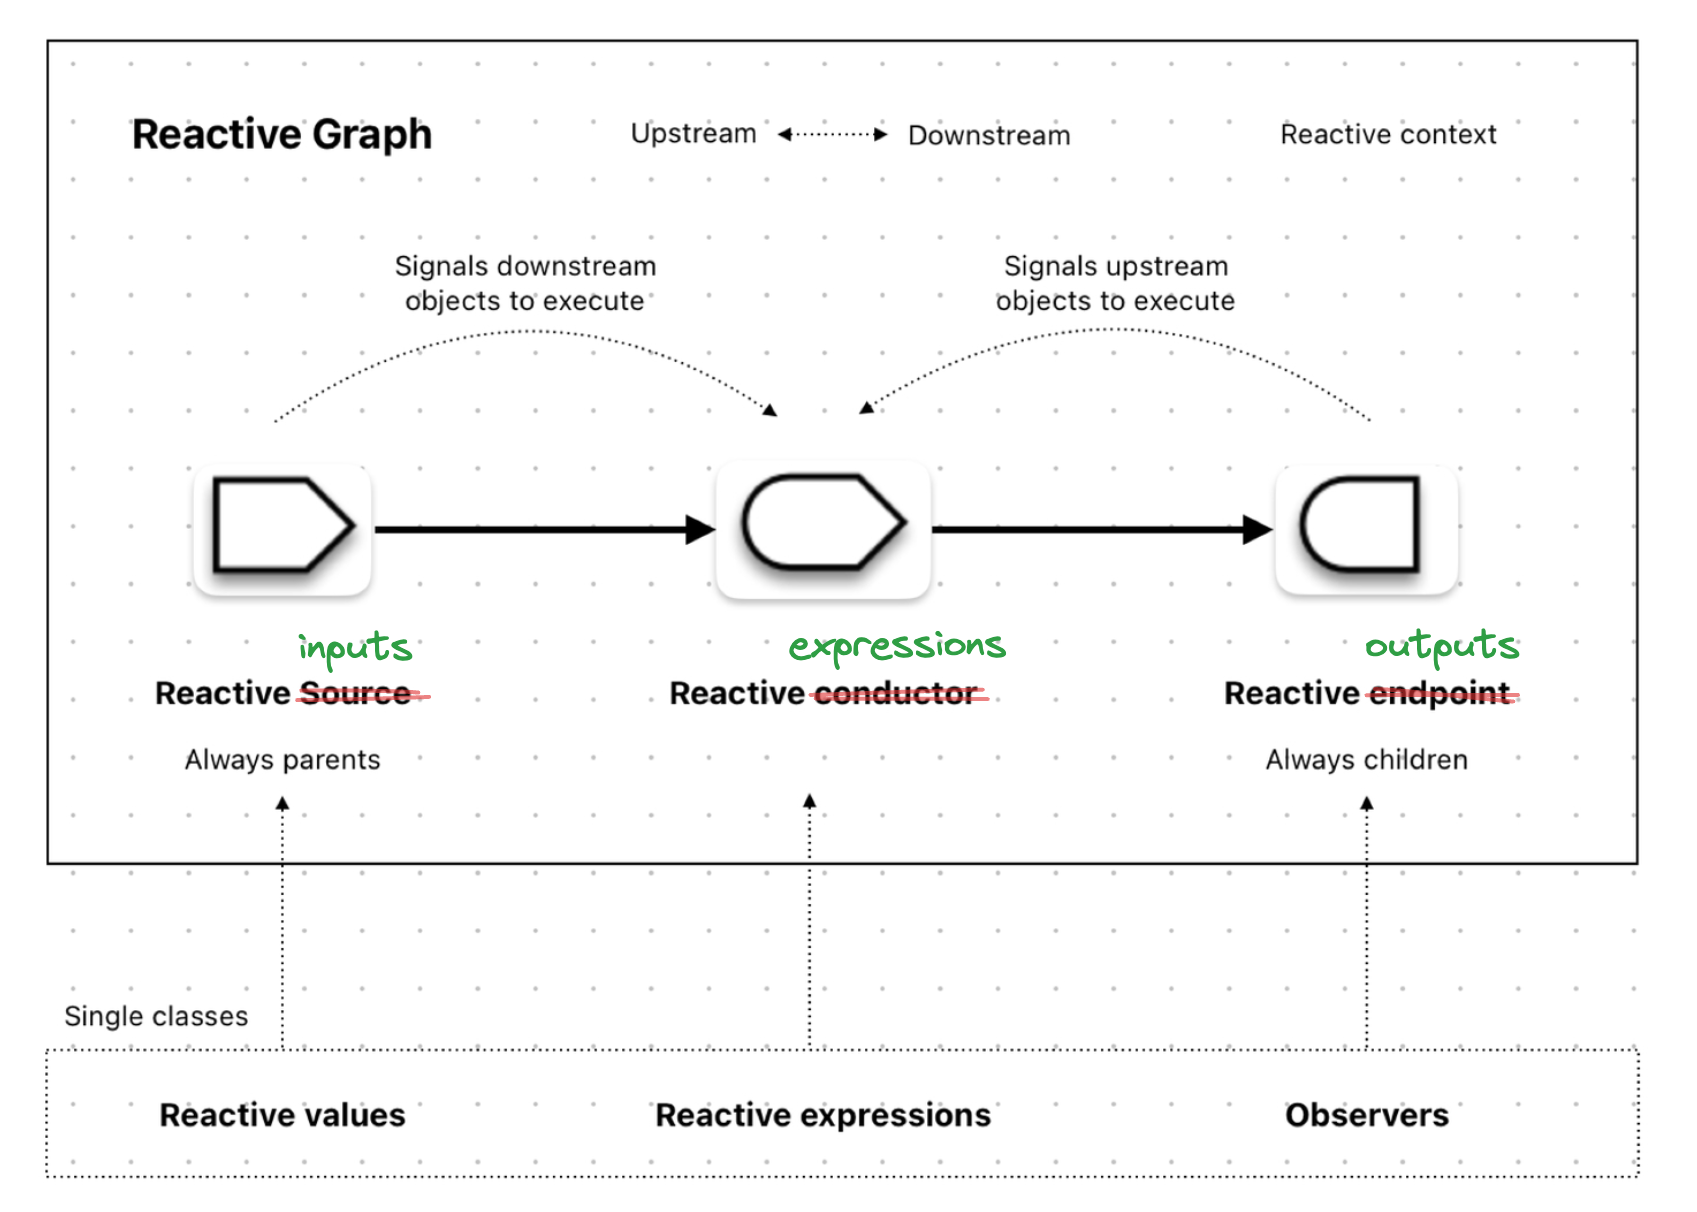 Reactive Graph
Upstream
Downstream
Reactive context
Signals downstream
objects to execute
Signals upstream
objects to execute
inputs
expressions
outputs
Reactive Source
Reactive conductor
Reactive endpoint
Always parents
Always children
Single classes
Reactive values
Reactive expressions
Observers